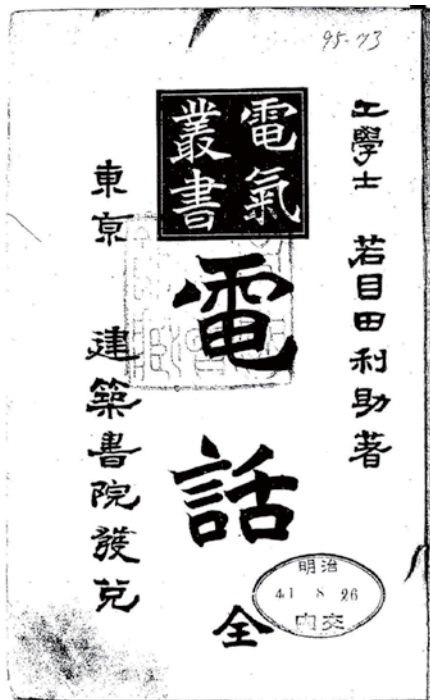 95-73
工學士 若目田利助著
電氣
叢書
電話 全
東京 建築書院發兌
明治
41 8 26
内交